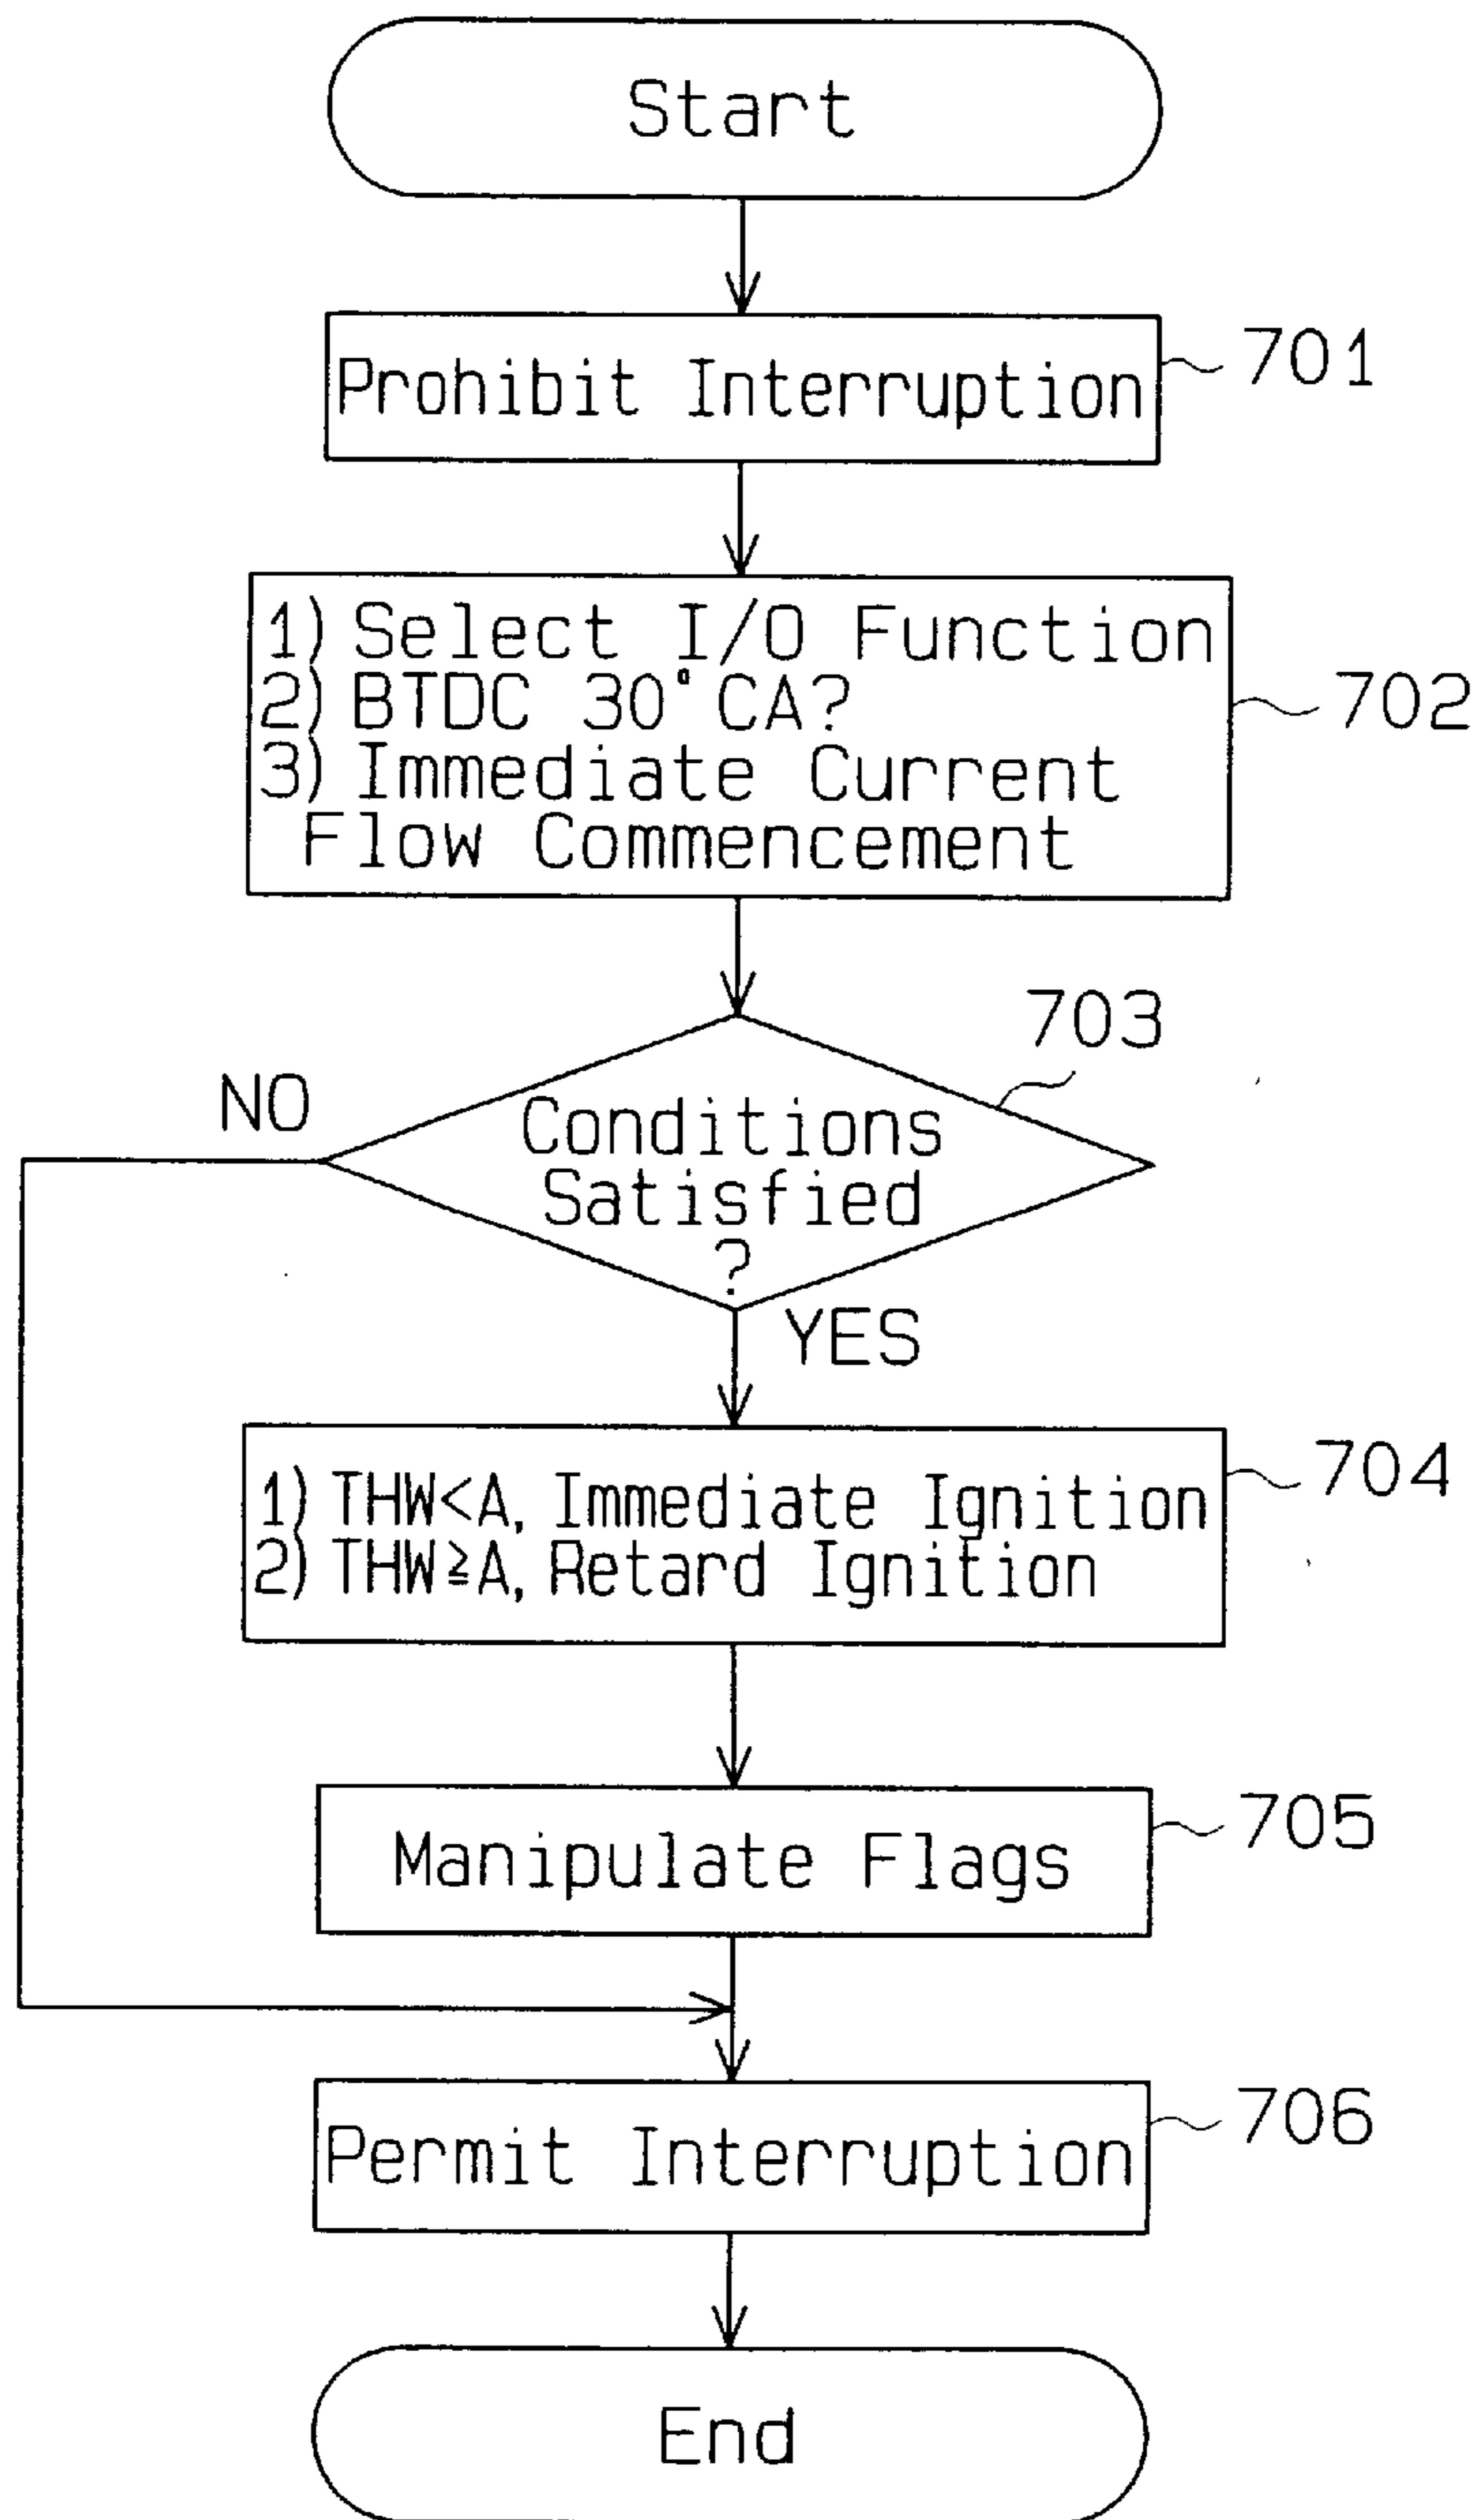 Start
Prohibit Interruption
701
1) Select I/O Function
2) BTDC 30°CA?
3) Immediate Current
Flow Commencement
702
703
NO
Conditions
Satisfied
?
YES
1) THW<A, Immediate Ignition
2) THW≧A, Retard Ignition
704
Manipulate Flags
705
Permit Interruption
706
End